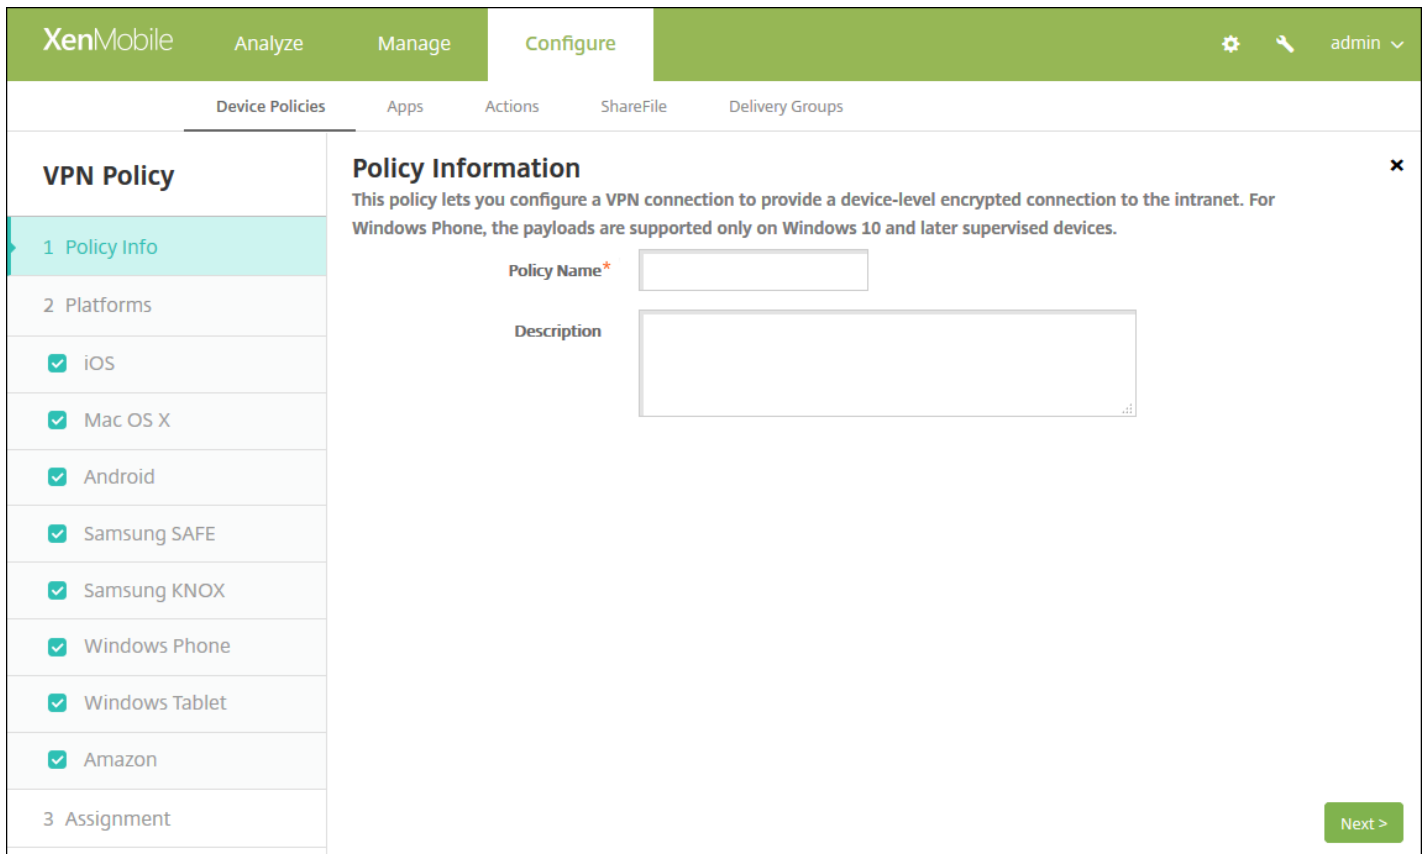 XenMobile Analyze Manage Configure admin
Device Policies Apps Actions ShareFile Delivery Groups
VPN Policy
1 Policy Info
2 Platforms
iOS
Mac OS X
Android
Samsung SAFE
Samsung KNOX
Windows Phone
Windows Tablet
Amazon
3 Assignment
Policy Information
This policy lets you configure a VPN connection to provide a device-level encrypted connection to the intranet. For
Windows Phone, the payloads are supported only on Windows 10 and later supervised devices.
Policy Name*
Description
Next >